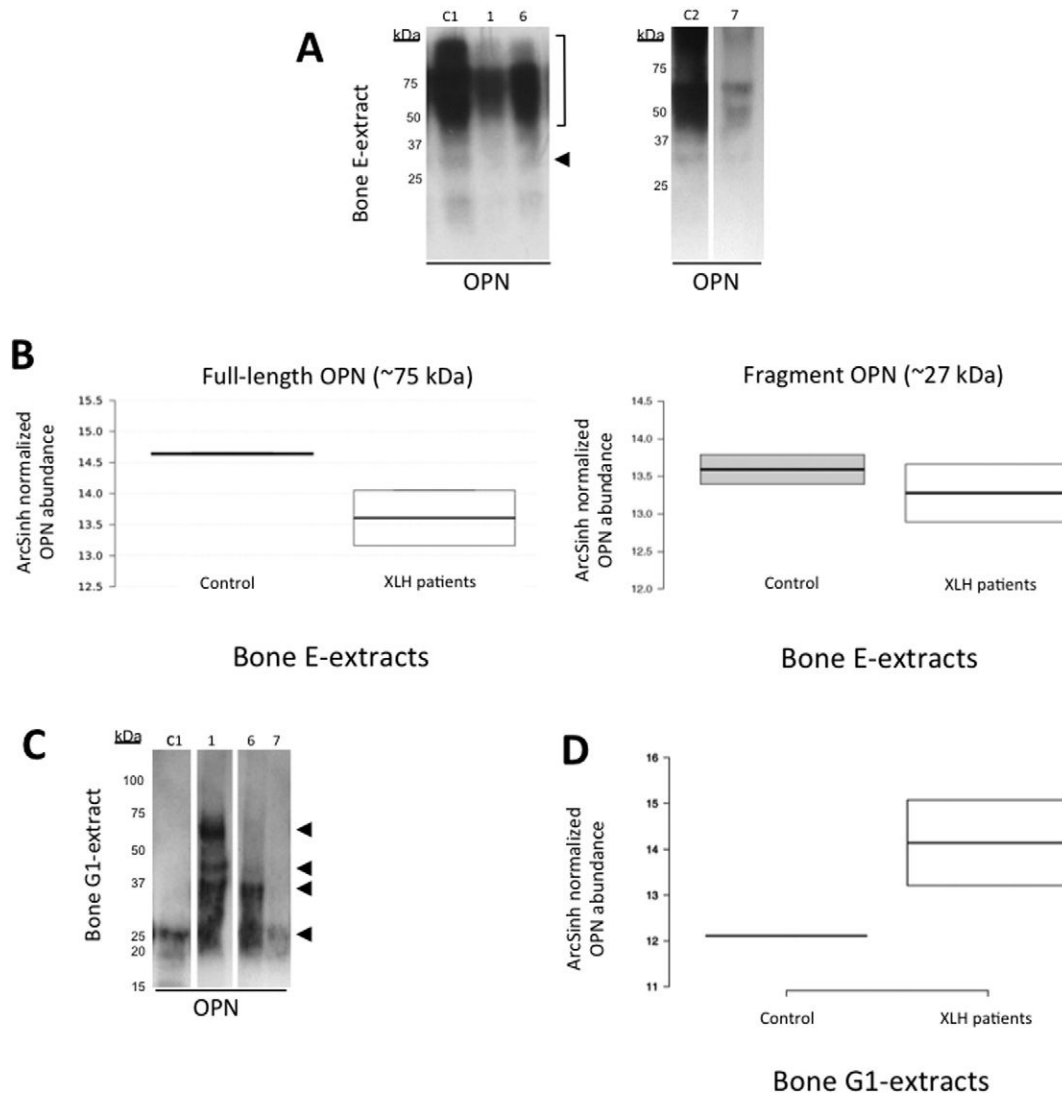 A
Bone E-extract
kDa
C1 1 6
75
50
37
25
OPN
kDa
C2 7
75
50
37
25
OPN
B
Full-length OPN (~75 kDa)
ArcSinh normalized
OPN abundance
15.5
15.0
14.5
14.0
13.5
13.0
12.5
Control XLH patients
Bone E-extracts
Fragment OPN (~27 kDa)
ArcSinh normalized
OPN abundance
14.5
14.0
13.5
13.0
12.5
12.0
Control XLH patients
Bone E-extracts
C
Bone G1-extract
kDa
C1 1 6 7
100
75
50
37
25
20
15
OPN
D
ArcSinh normalized
OPN abundance
16
15
14
13
12
11
Control XLH patients
Bone G1-extracts